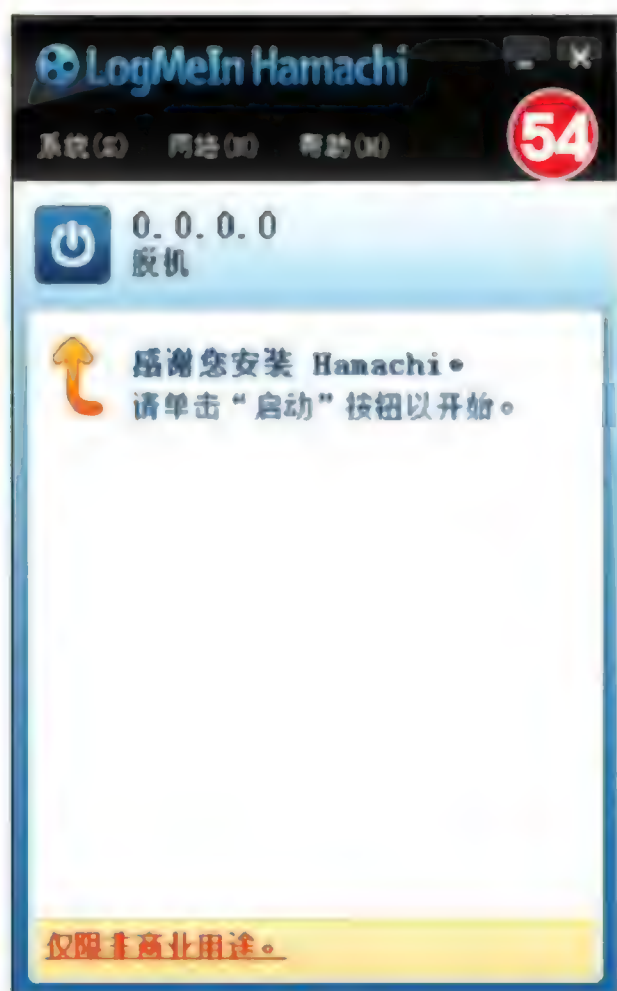 LogMeIn Hamachi
系统(S) 网络(N) 帮助(H)
54
0.0.0.0
脱机
感谢您安装 Hamachi。
请单击“启动”按钮以开始。
仅限非商业用途。